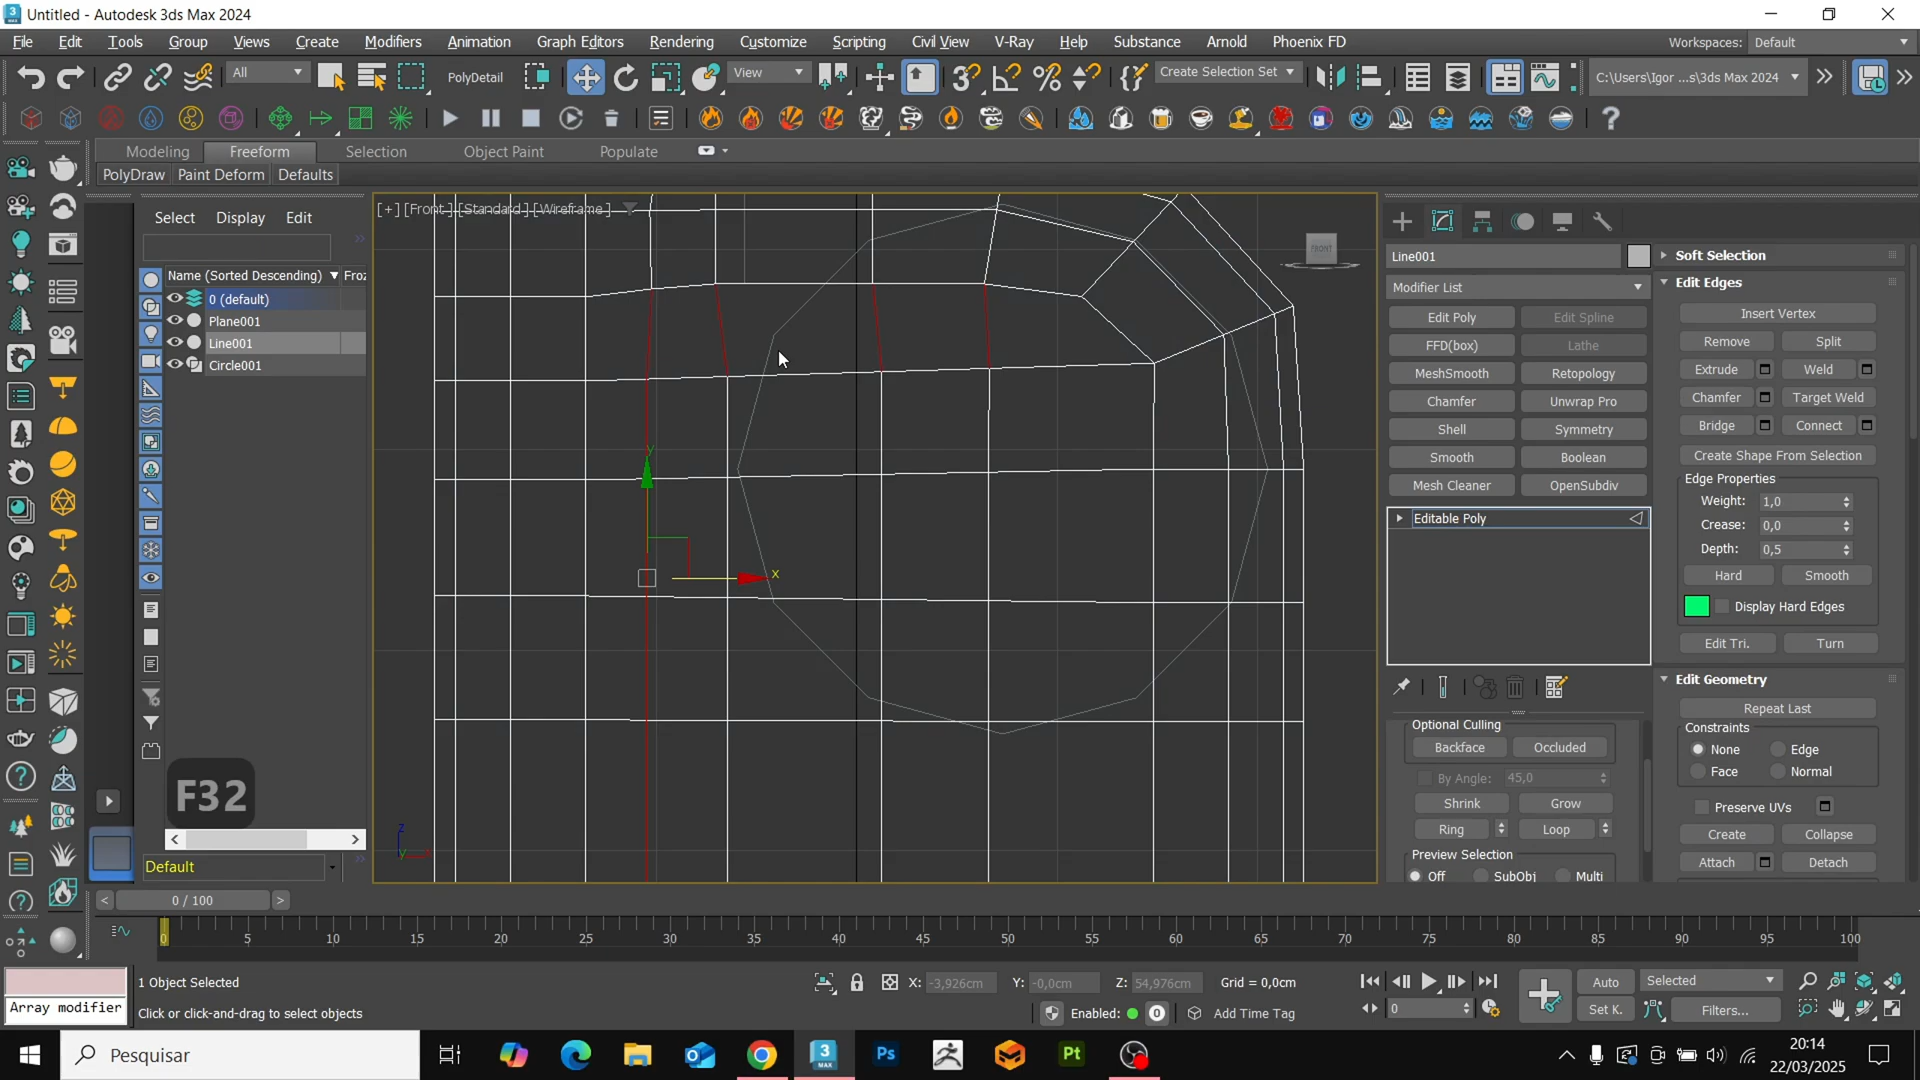 Untitled - Autodesk 3ds Max 2024
File Edit Tools Group Views Create Modifiers Animation Graph Editors Rendering Customize Scripting Civil View V-Ray Help Substance Arnold Phoenix FD Workspaces: Default
All PolyDetail View Create Selection Set C:\Users\Igor ...s\3ds Max 2024
Modeling Freeform Selection Object Paint Populate
PolyDraw Paint Deform Defaults
Select Display Edit
Name (Sorted Descending) Froz
0 (default)
Plane001
Line001
Circle001
F32
Default
[+] [Front] [Standard] [Wireframe]
FRONT
y
x
z
y
Line001
Modifier List
Edit Poly Edit Spline
FFD(box) Lathe
MeshSmooth Retopology
Chamfer Unwrap Pro
Shell Symmetry
Smooth Boolean
Mesh Cleaner OpenSubdiv
Editable Poly
Optional Culling
Backface Occluded
By Angle: 45,0
Shrink Grow
Ring Loop
Preview Selection
Off SubObj Multi
Soft Selection
Edit Edges
Insert Vertex
Remove Split
Extrude Weld
Chamfer Target Weld
Bridge Connect
Create Shape From Selection
Edge Properties
Weight: 1,0
Crease: 0,0
Depth: 0,5
Hard Smooth
Display Hard Edges
Edit Tri. Turn
Edit Geometry
Repeat Last
Constraints
None Edge
Face Normal
Preserve UVs
Create Collapse
Attach Detach
0 / 100
0 5 10 15 20 25 30 35 40 45 50 55 60 65 70 75 80 85 90 95 100
Array modifier
1 Object Selected
Click or click-and-drag to select objects
X: -3,926cm Y: -0,0cm Z: 54,976cm Grid = 0,0cm
Enabled: 0 Add Time Tag
0
Auto Selected
Set K. Filters...
Pesquisar
20:14
22/03/2025